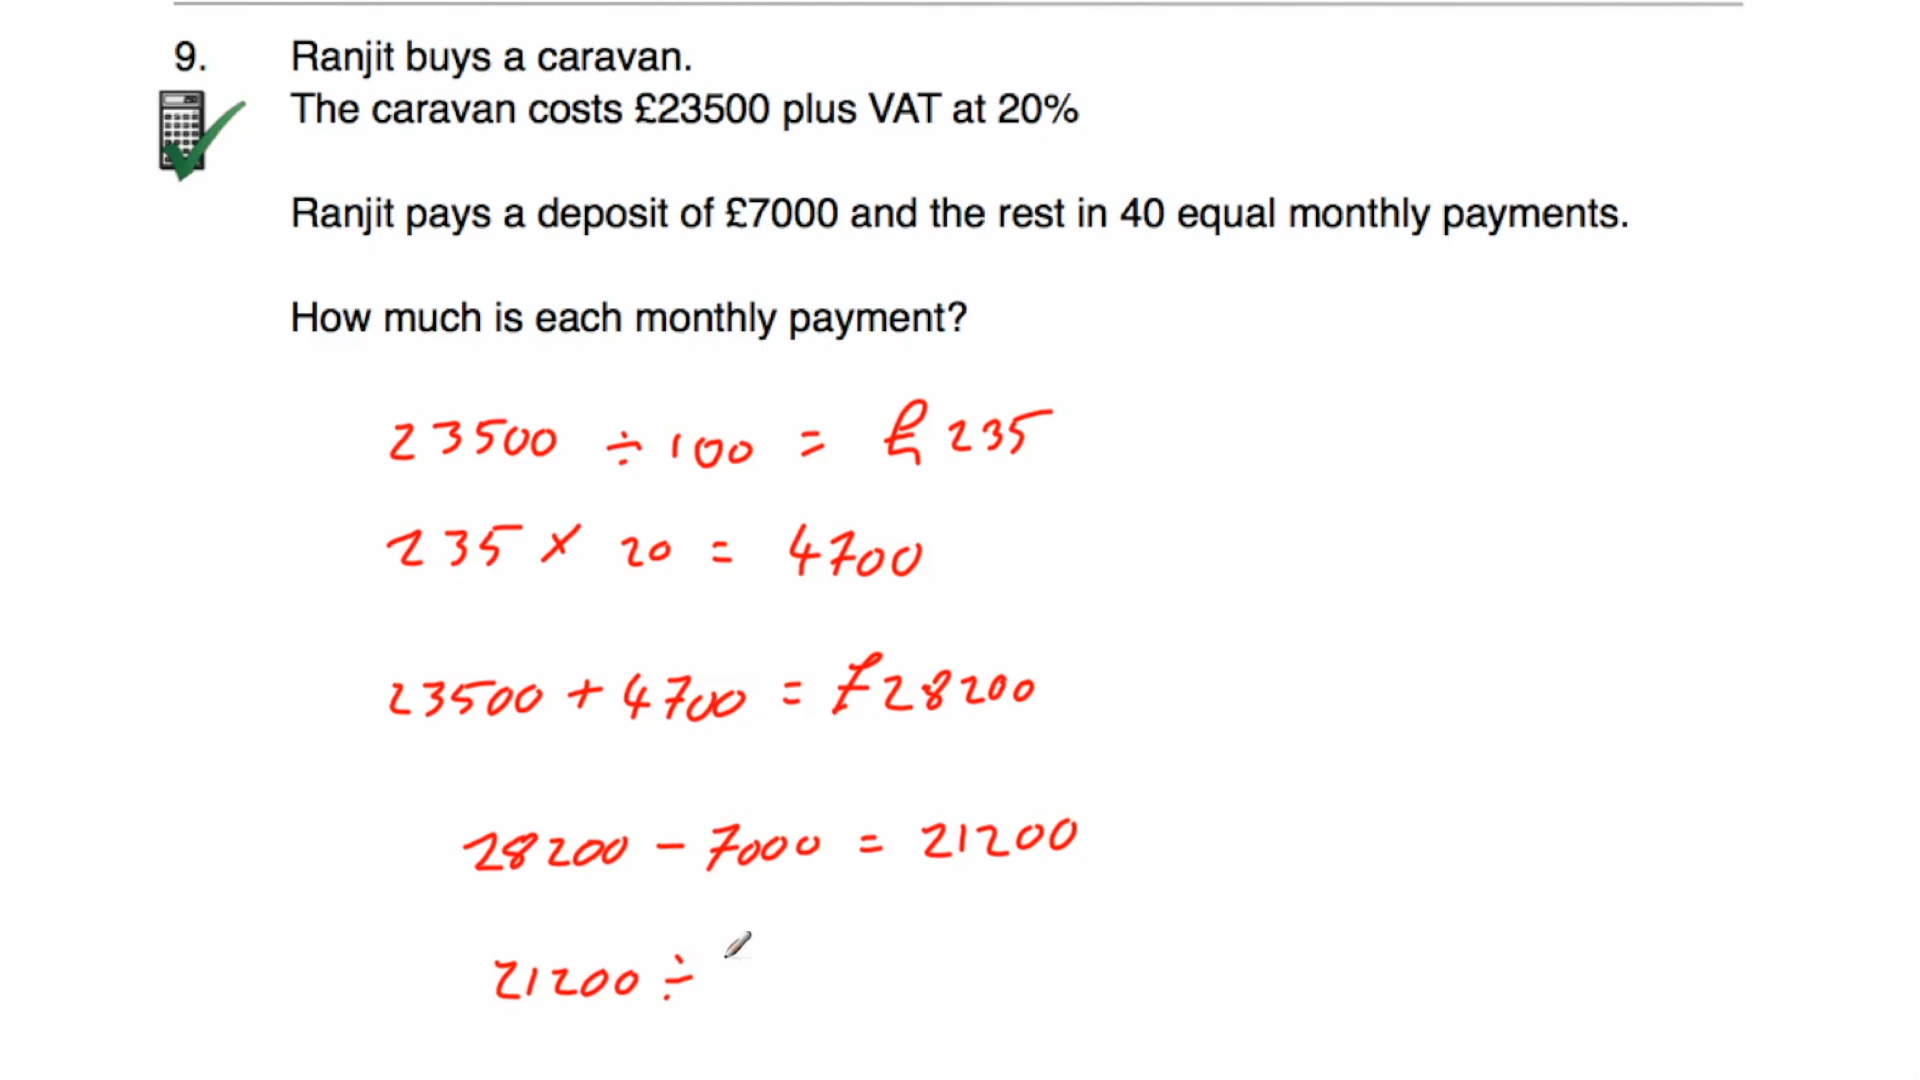 9. Ranjit buys a caravan.
The caravan costs £23500 plus VAT at 20%
Ranjit pays a deposit of £7000 and the rest in 40 equal monthly payments.
How much is each monthly payment?
23500 ÷ 100 = £235
235 × 20 = 4700
23500 + 4700 = £28200
28200 - 7000 = 21200
21200 ÷